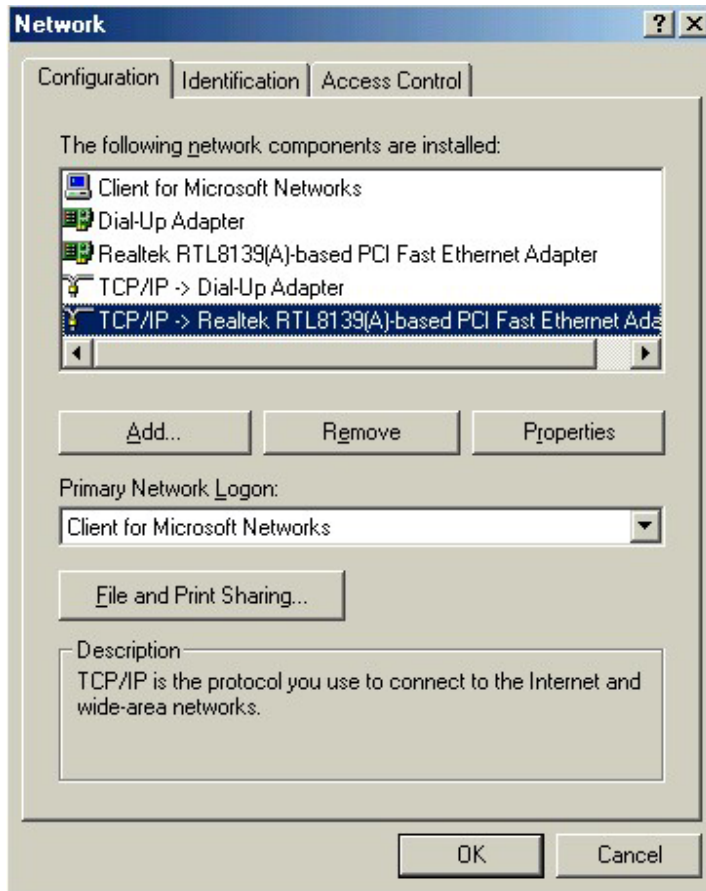 Network
Configuration Identification Access Control
The following network components are installed:
Client for Microsoft Networks
Dial-Up Adapter
Realtek RTL8139(A)-based PCI Fast Ethernet Adapter
TCP/IP -> Dial-Up Adapter
TCP/IP -> Realtek RTL8139(A)-based PCI Fast Ethernet Ada
Add... Remove Properties
Primary Network Logon:
Client for Microsoft Networks
File and Print Sharing...
Description
TCP/IP is the protocol you use to connect to the Internet and
wide-area networks.
OK Cancel